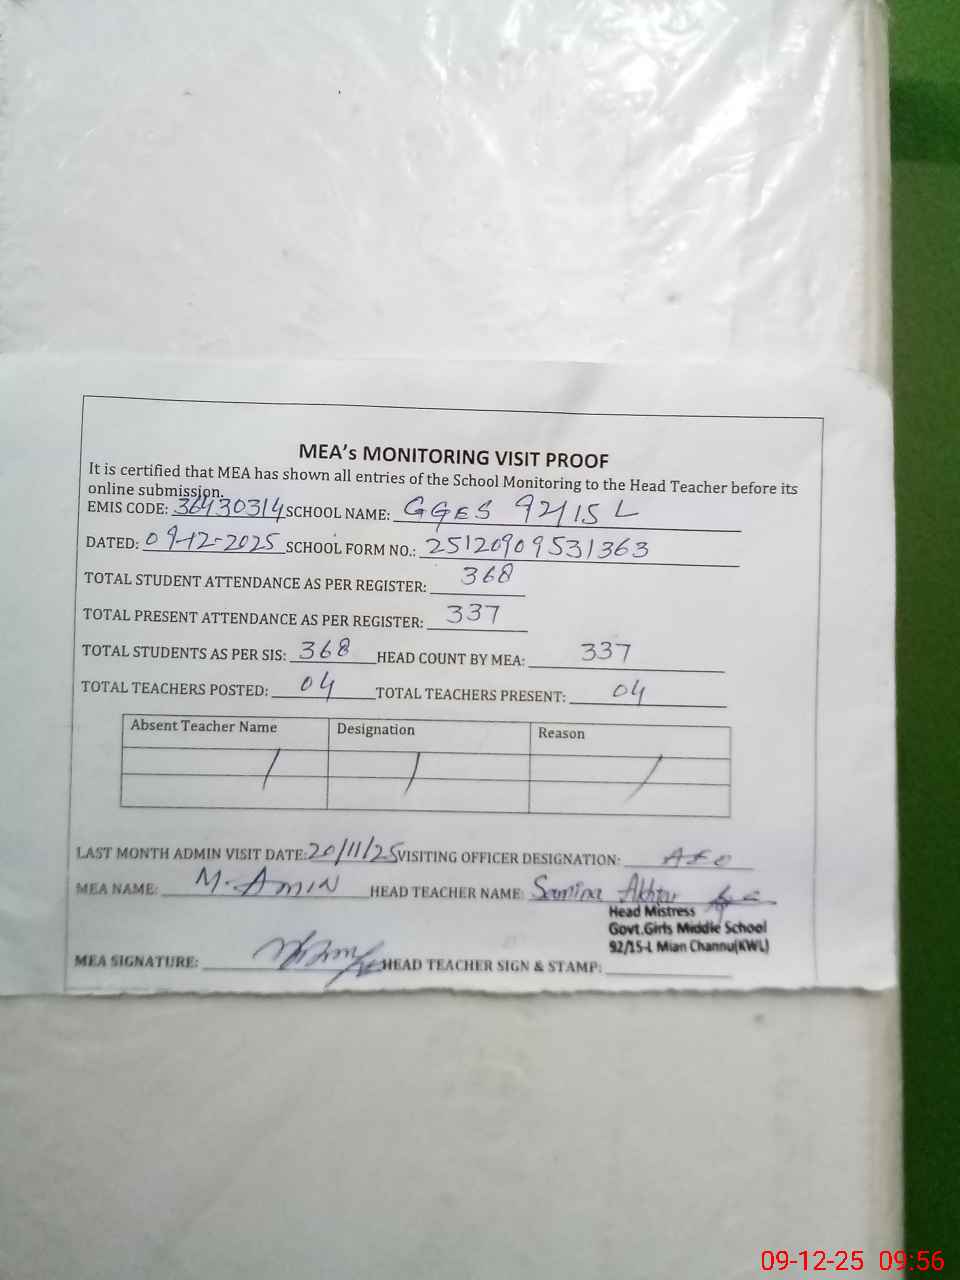 MEA's MONITORING VISIT PROOF
It is certified that MEA has shown all entries of the School Monitoring to the Head Teacher before its
online submission.
EMIS CODE: 36430314 SCHOOL NAME: GGES 92/15 L
DATED: 09-12-2025 SCHOOL FORM NO.: 25120909531363
TOTAL STUDENT ATTENDANCE AS PER REGISTER: 368
TOTAL PRESENT ATTENDANCE AS PER REGISTER: 337
TOTAL STUDENTS AS PER SIS: 368 HEAD COUNT BY MEA: 337
TOTAL TEACHERS POSTED: 04 TOTAL TEACHERS PRESENT: 04
Absent Teacher Name Designation Reason
/ / /
LAST MONTH ADMIN VISIT DATE: 20/11/25 VISITING OFFICER DESIGNATION: AEO
MEA NAME: M. AMIN HEAD TEACHER NAME: Samina Akhtar
Head Mistress
Govt.Girls Middle School
92/15-L Mian Channu(KWL)
MEA SIGNATURE: HEAD TEACHER SIGN & STAMP:
09-12-25 09:56